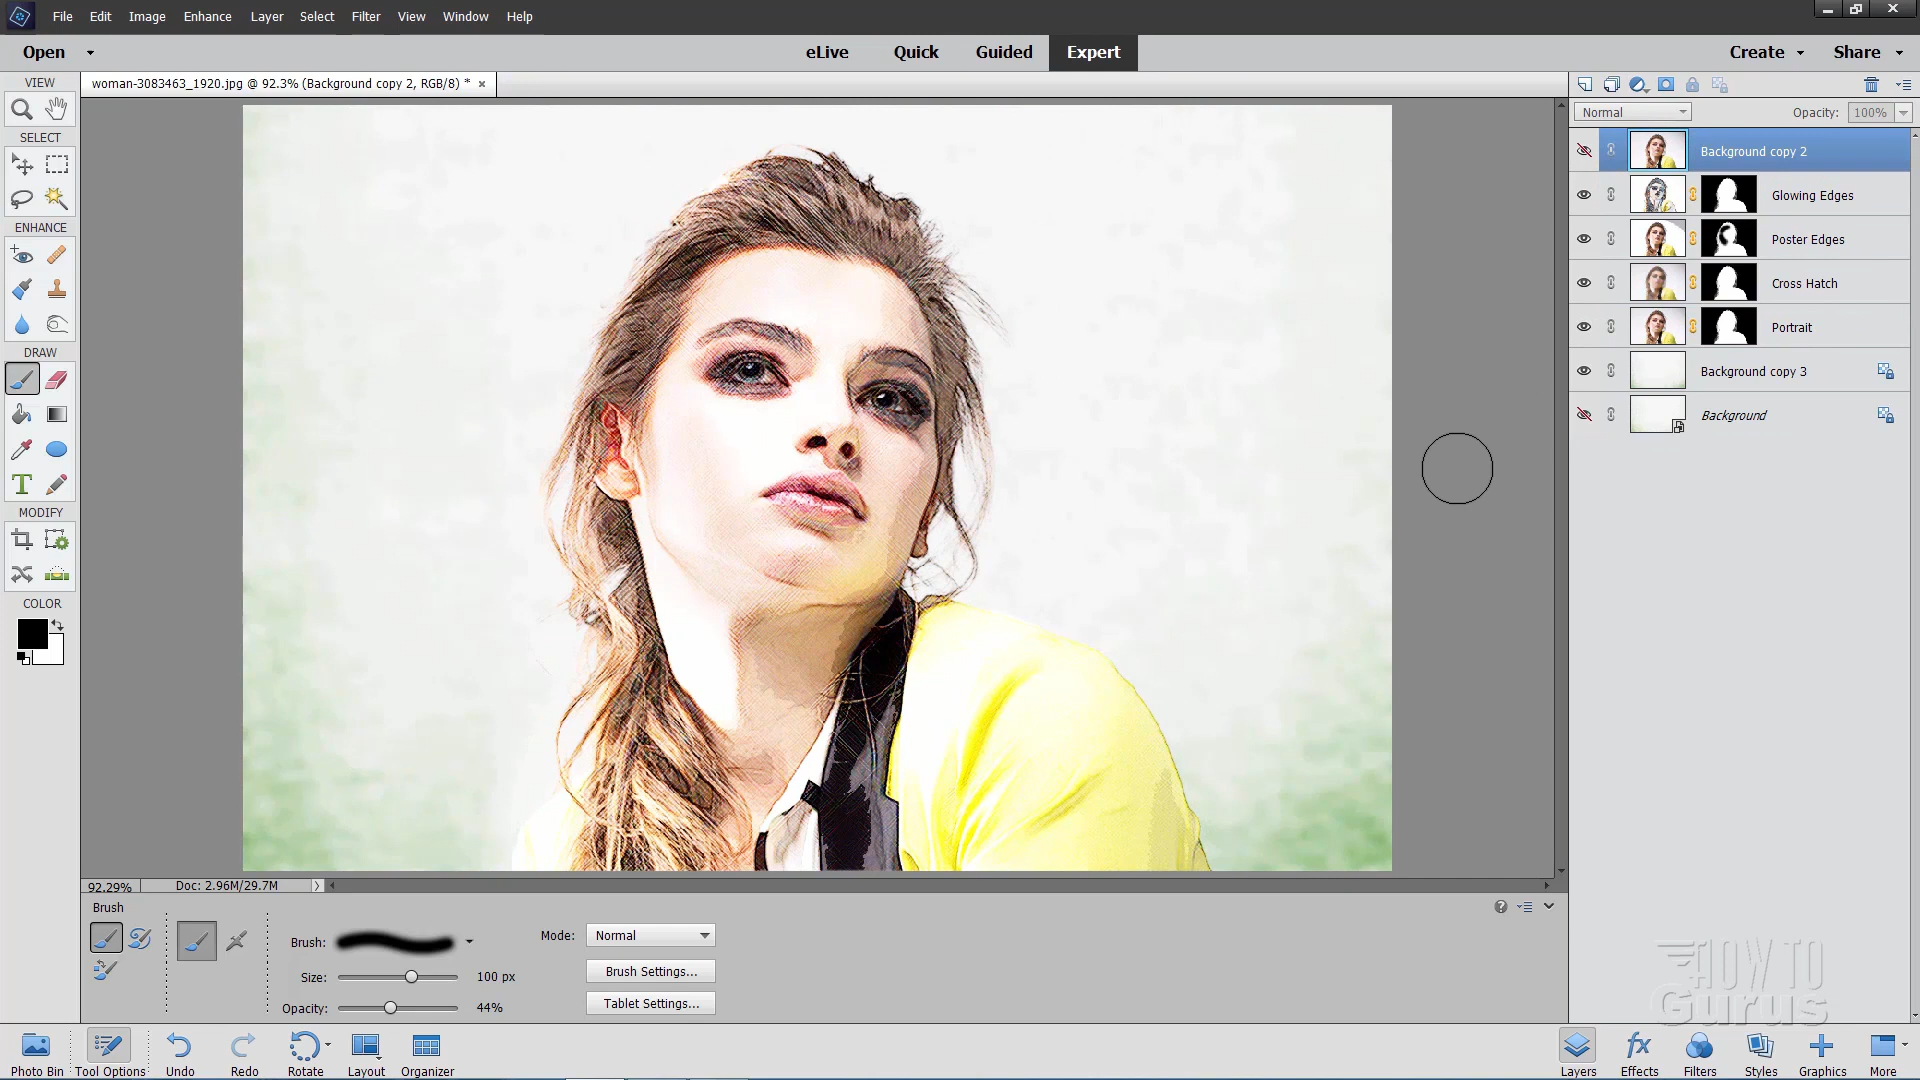 File Edit Image Enhance Layer Select Filter View Window Help
Open eLive Quick Guided Expert Create Share
VIEW
woman-3083463_1920.jpg @ 92.3% (Background copy 2, RGB/8) *
Normal Opacity: 100%
SELECT
Background copy 2
Glowing Edges
ENHANCE
Poster Edges
Cross Hatch
Portrait
DRAW
Background copy 3
Background
T
MODIFY
COLOR
92.29% Doc: 2.96M/29.7M
Brush
Brush: Mode: Normal
Size: 100 px Brush Settings...
Opacity: 44% Tablet Settings...
HOW TO
Gurus
fx
Photo Bin Tool Options Undo Redo Rotate Layout Organizer Layers Effects Filters Styles Graphics More